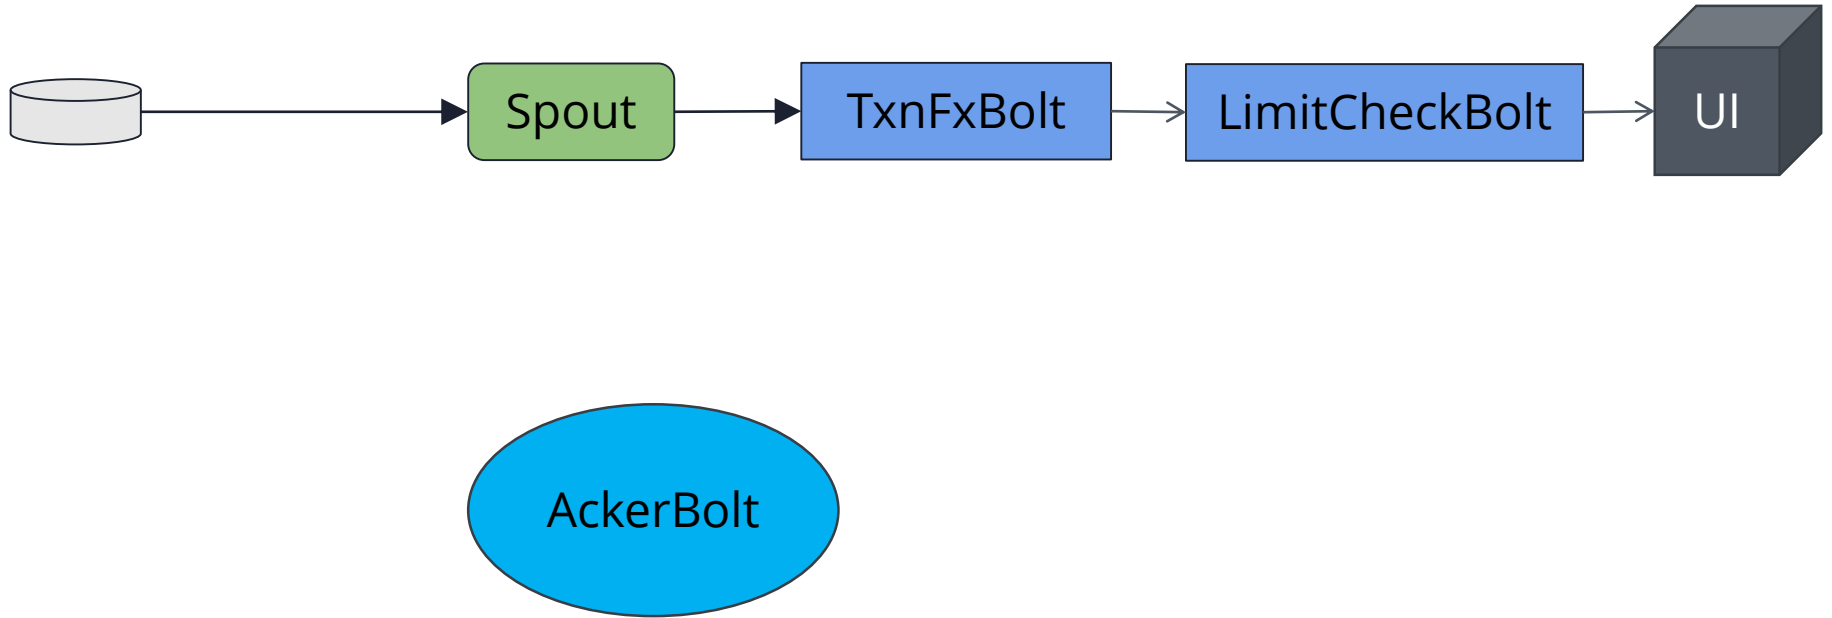 Spout
TxnFxBolt
LimitCheckBolt
UI
AckerBolt